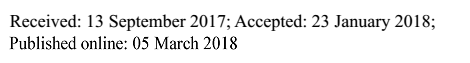 Received: 13 September 2017; Accepted: 23 January 2018;
Published online: 05 March 2018